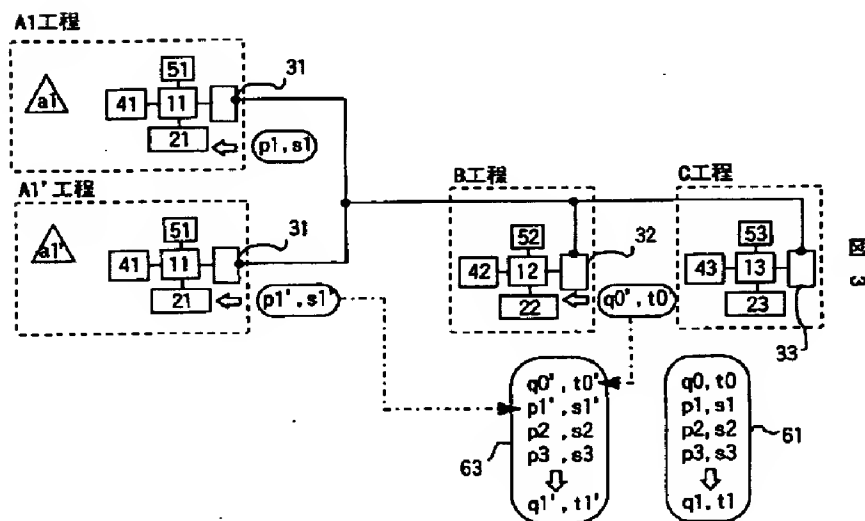 A1工程
a1
51
41
11
21
31
p1,s1
A1'工程
a1'
51
41
11
21
31
p1',s1'
B工程
52
42
12
22
32
q0',t0
C工程
53
43
13
23
33
q0',t0'
p1',s1'
p2 ,s2
p3 ,s3
q1',t1'
63
q0,t0
p1,s1
p2,s2
p3,s3
q1,t1
61
図3